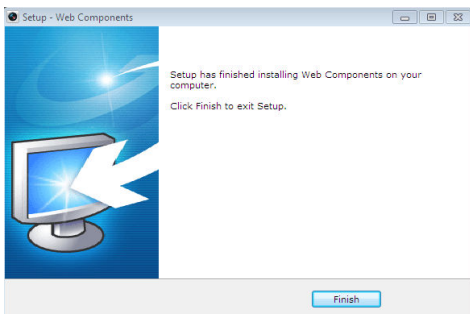 Setup - Web Components
Setup has finished installing Web Components on your
computer.
Click Finish to exit Setup.
Finish